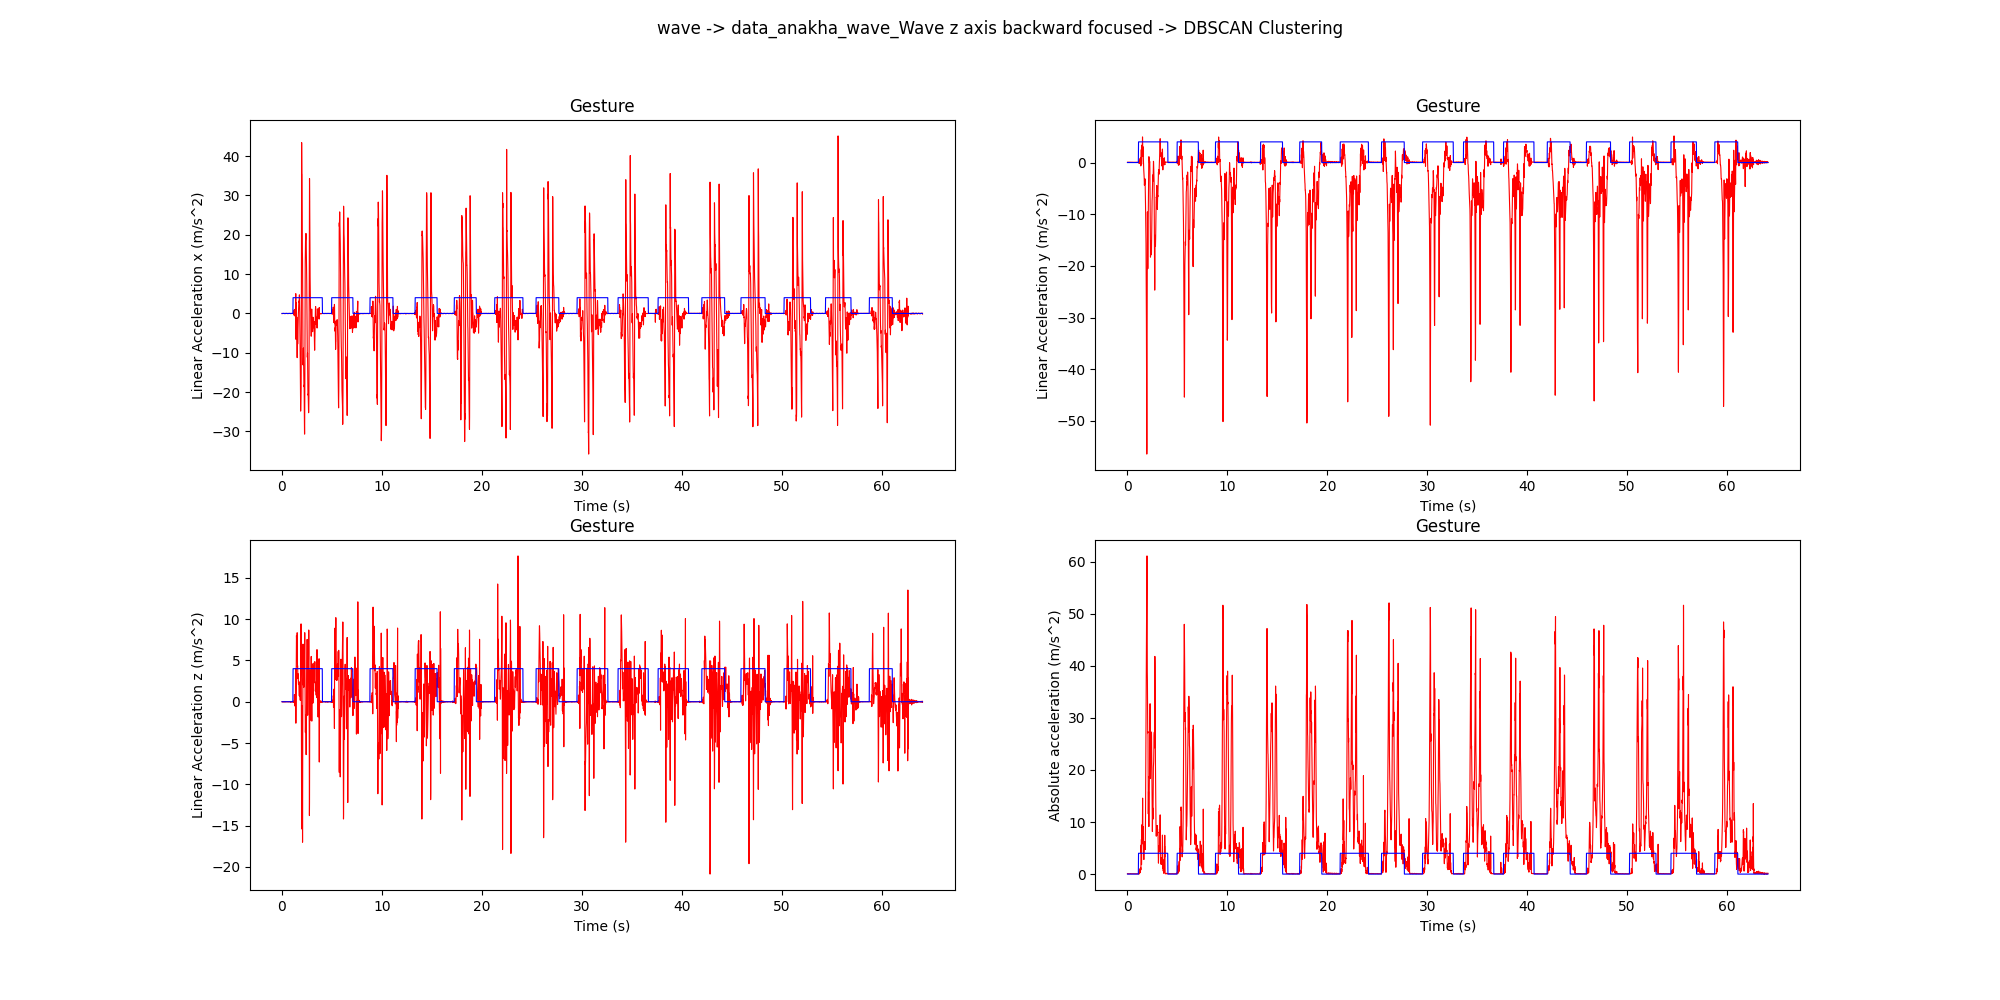 wave -> data_anakha_wave_Wave z axis backward focused -> DBSCAN Clustering
Gesture
Linear Acceleration x (m/s^2)
40
30
20
10
0
−10
−20
−30
0 10 20 30 40 50 60
Time (s)
Gesture
Linear Acceleration y (m/s^2)
0
−10
−20
−30
−40
−50
0 10 20 30 40 50 60
Time (s)
Gesture
Linear Acceleration z (m/s^2)
15
10
5
0
−5
−10
−15
−20
0 10 20 30 40 50 60
Time (s)
Gesture
Absolute acceleration (m/s^2)
60
50
40
30
20
10
0
0 10 20 30 40 50 60
Time (s)